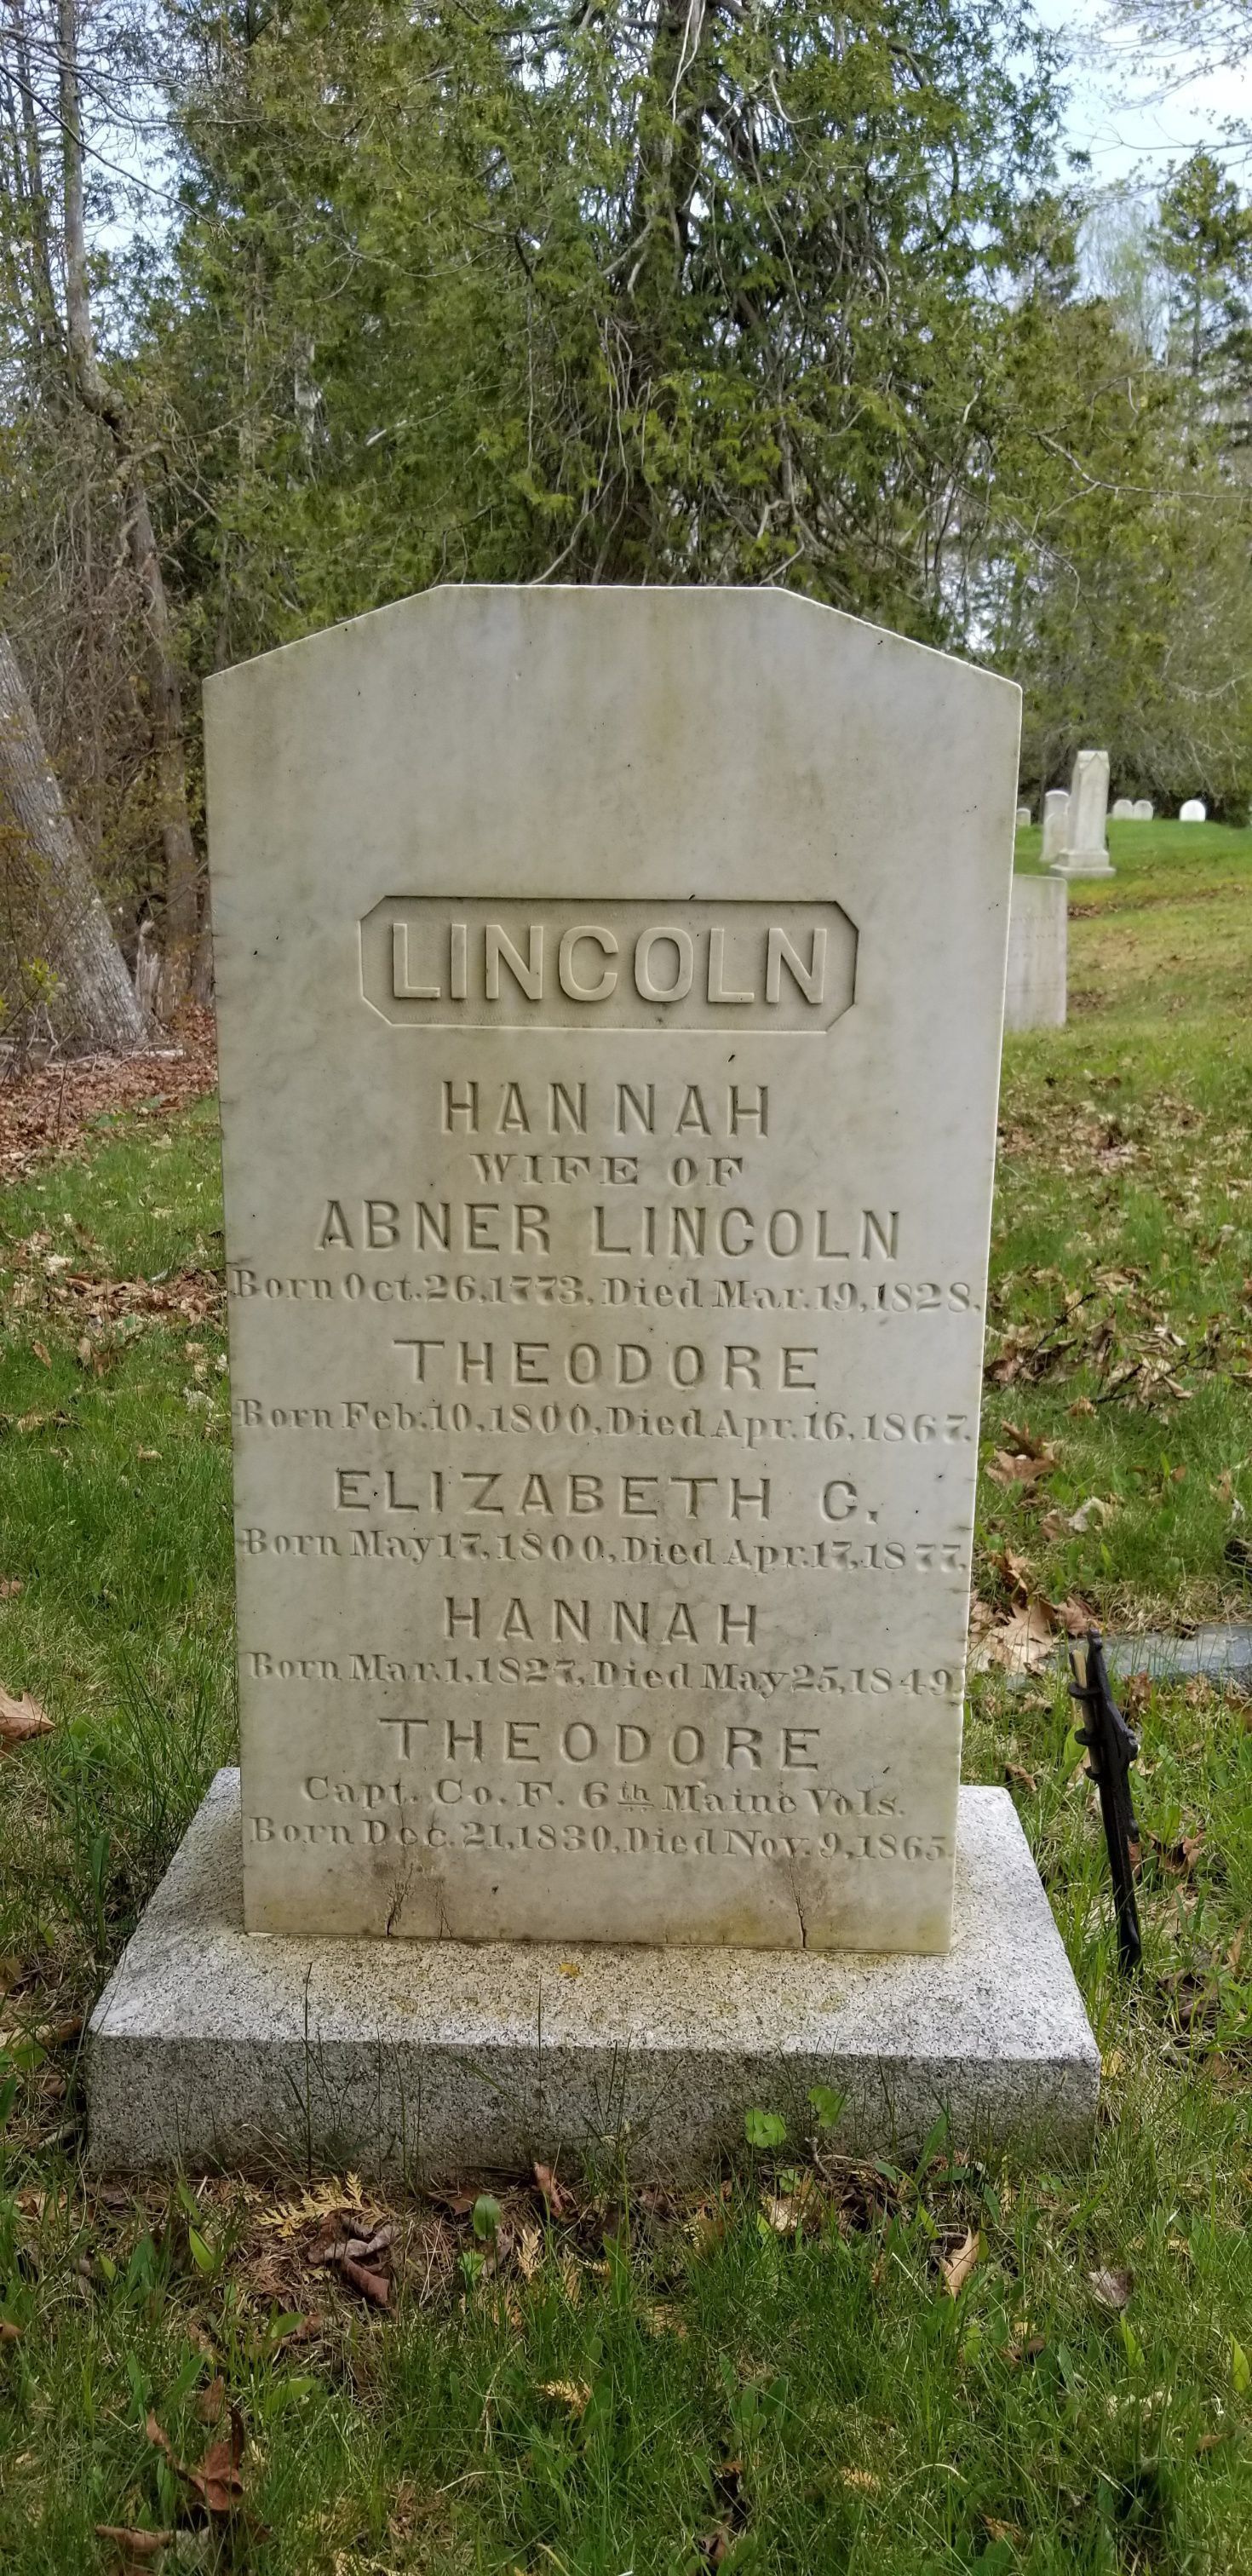 LINCOLN
HANNAH
WIFE OF
ABNER LINCOLN
Born Oct. 26, 1773, Died Mar. 19, 1828.
THEODORE
Born Feb. 10, 1800, Died Apr. 16, 1867.
ELIZABETH C.
Born May 17, 1800, Died Apr. 17, 1877.
HANNAH
Born Mar. 1, 1827, Died May 25, 1849
THEODORE
Capt. Co. F. 6th Maine Vols.
Born Dec. 21, 1830, Died Nov. 9, 1865.